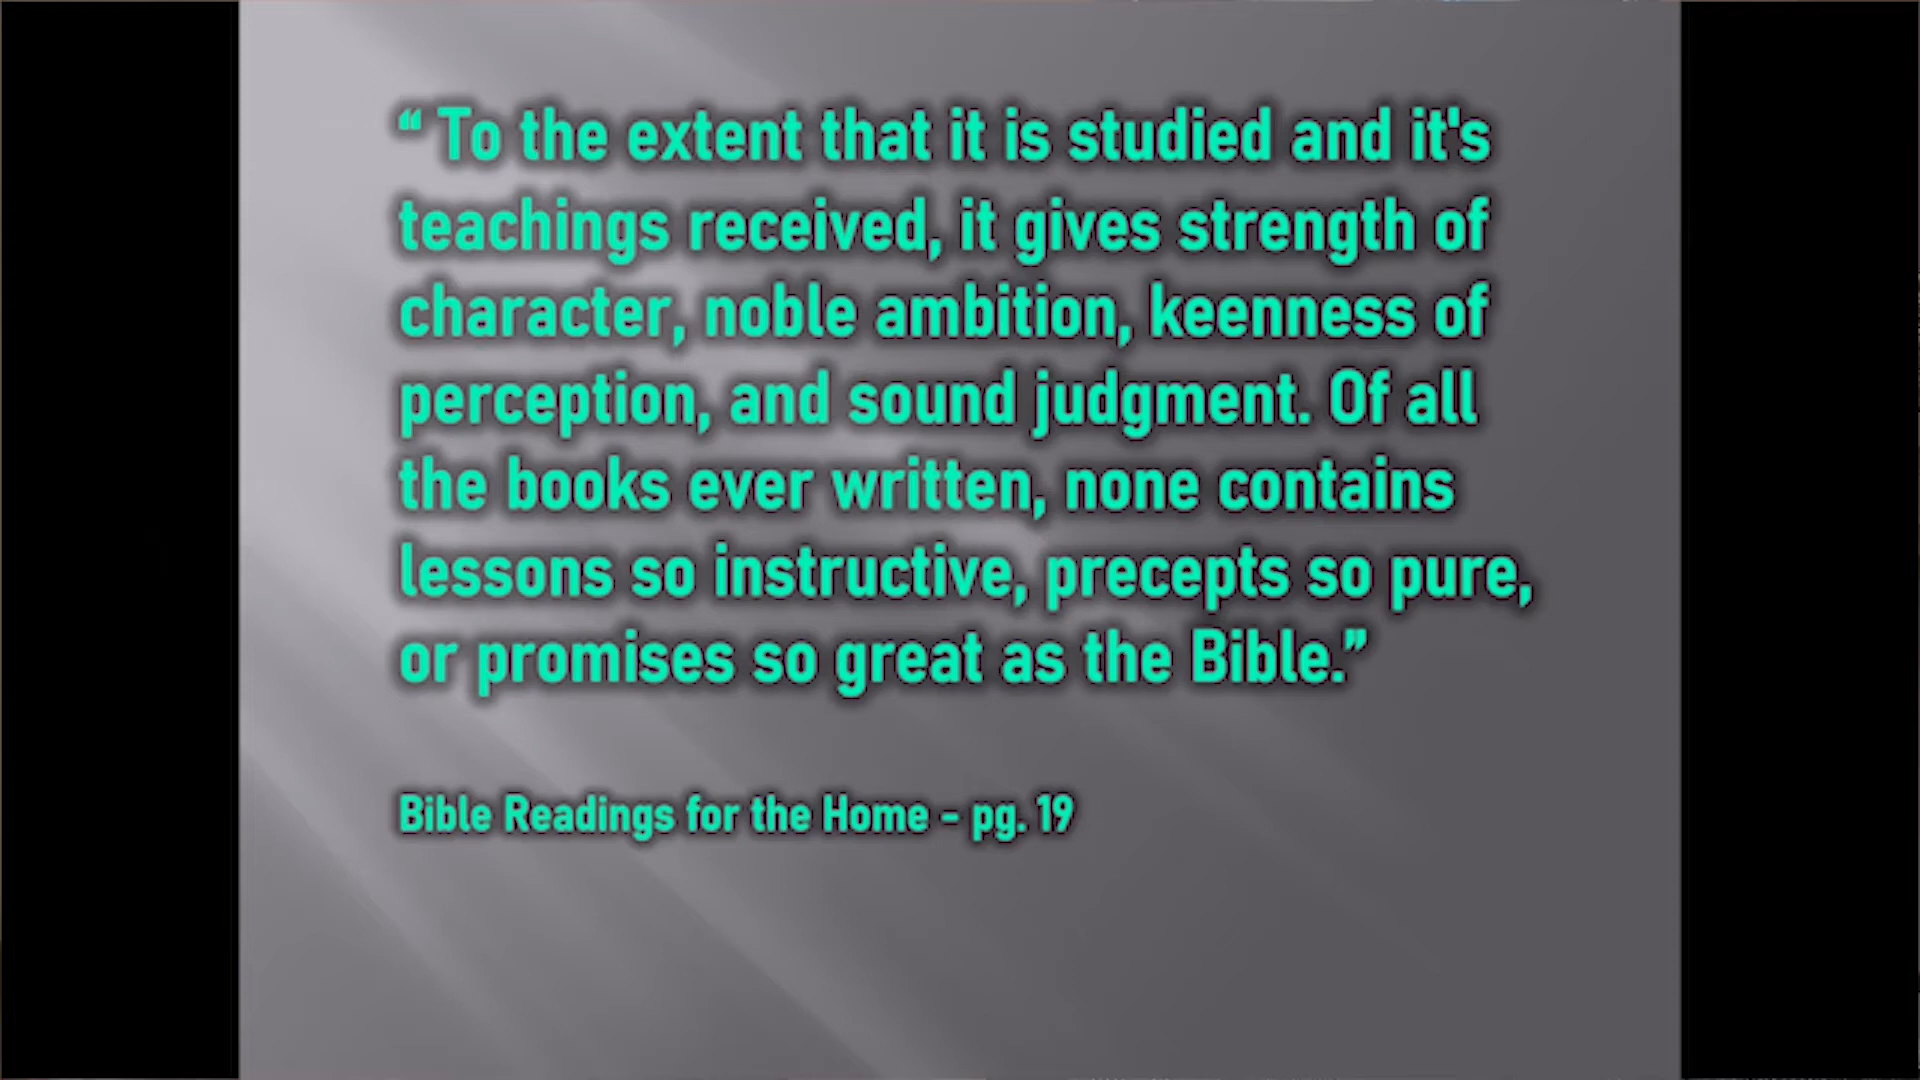 “ To the extent that it is studied and it's
teachings received, it gives strength of
character, noble ambition, keenness of
perception, and sound judgment. Of all
the books ever written, none contains
lessons so instructive, precepts so pure,
or promises so great as the Bible.”
Bible Readings for the Home - pg. 19